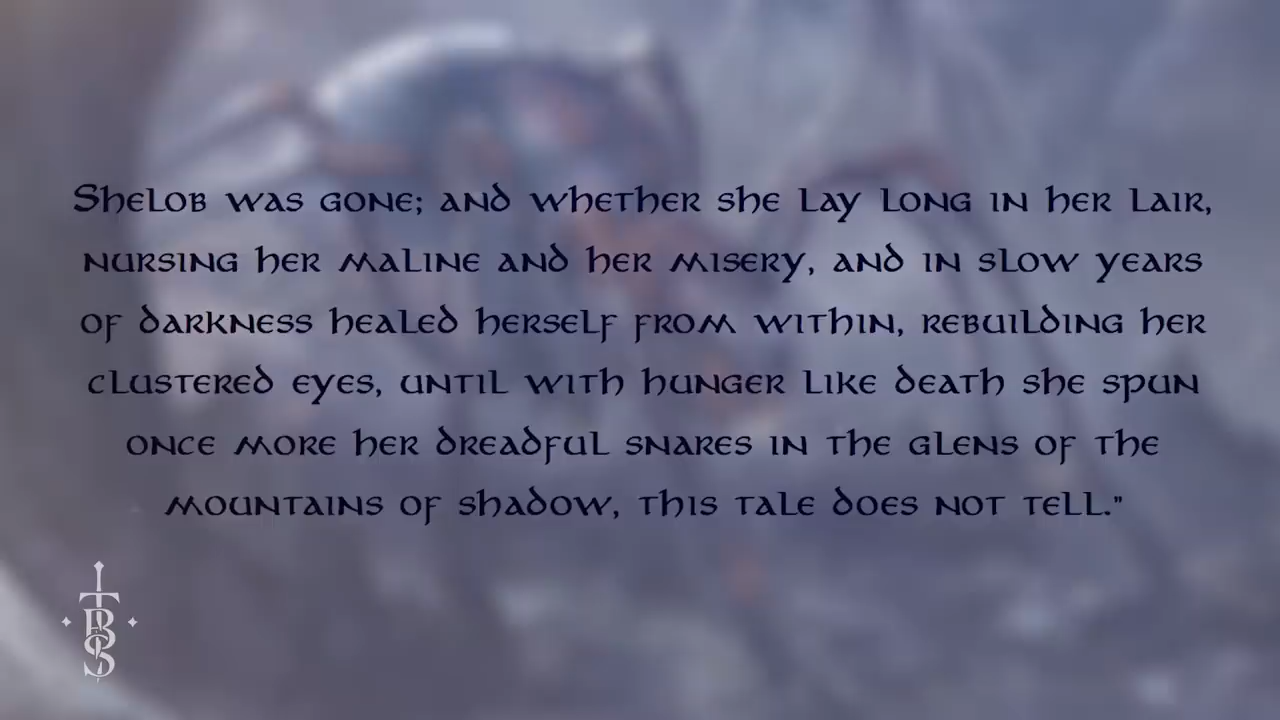 Shelob was gone; and whether she lay long in her lair,
nursing her maline and her misery, and in slow years
of darkness healed herself from within, rebuilding her
clustered eyes, until with hunger like death she spun
once more her dreadful snares in the glens of the
mountains of shadow, this tale does not tell."
TBS